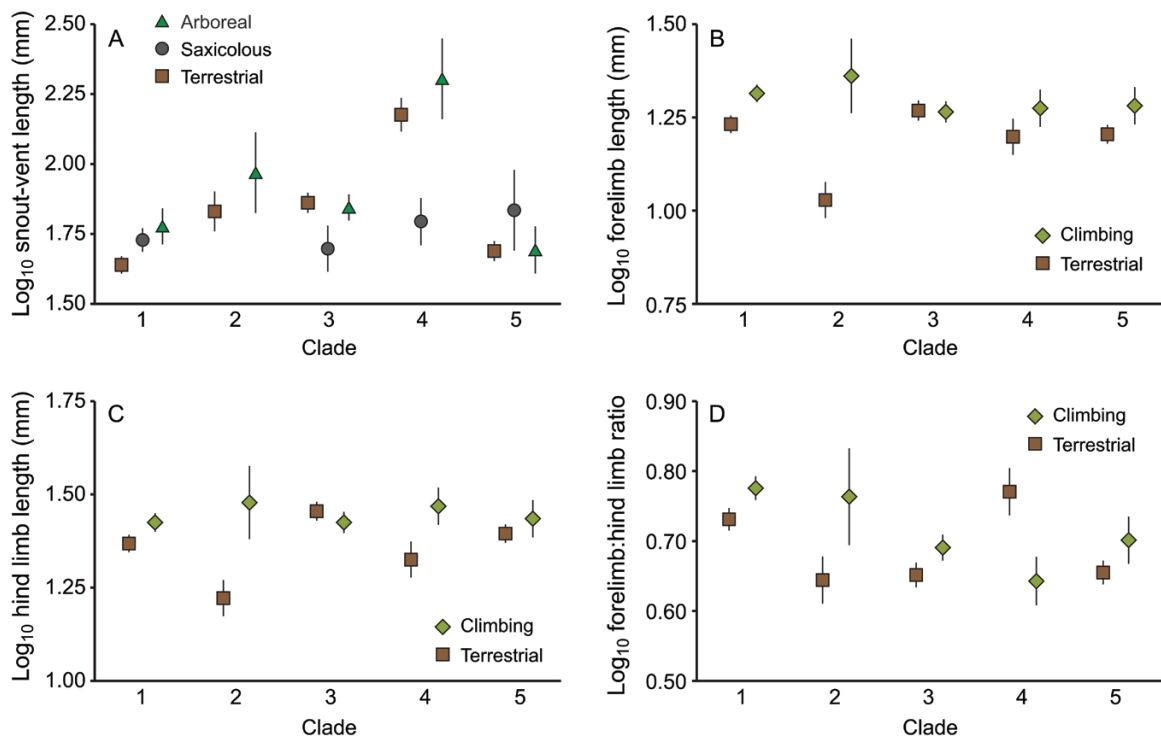 A
Arboreal
Saxicolous
Terrestrial
Log₁₀ snout-vent length (mm)
2.50
2.25
2.00
1.75
1.50
1 2 3 4 5
Clade
B
Log₁₀ forelimb length (mm)
1.50
1.25
1.00
0.75
Climbing
Terrestrial
1 2 3 4 5
Clade
C
Log₁₀ hind limb length (mm)
1.75
1.50
1.25
1.00
Climbing
Terrestrial
1 2 3 4 5
Clade
D
Log₁₀ forelimb:hind limb ratio
0.90
0.80
0.70
0.60
0.50
Climbing
Terrestrial
1 2 3 4 5
Clade